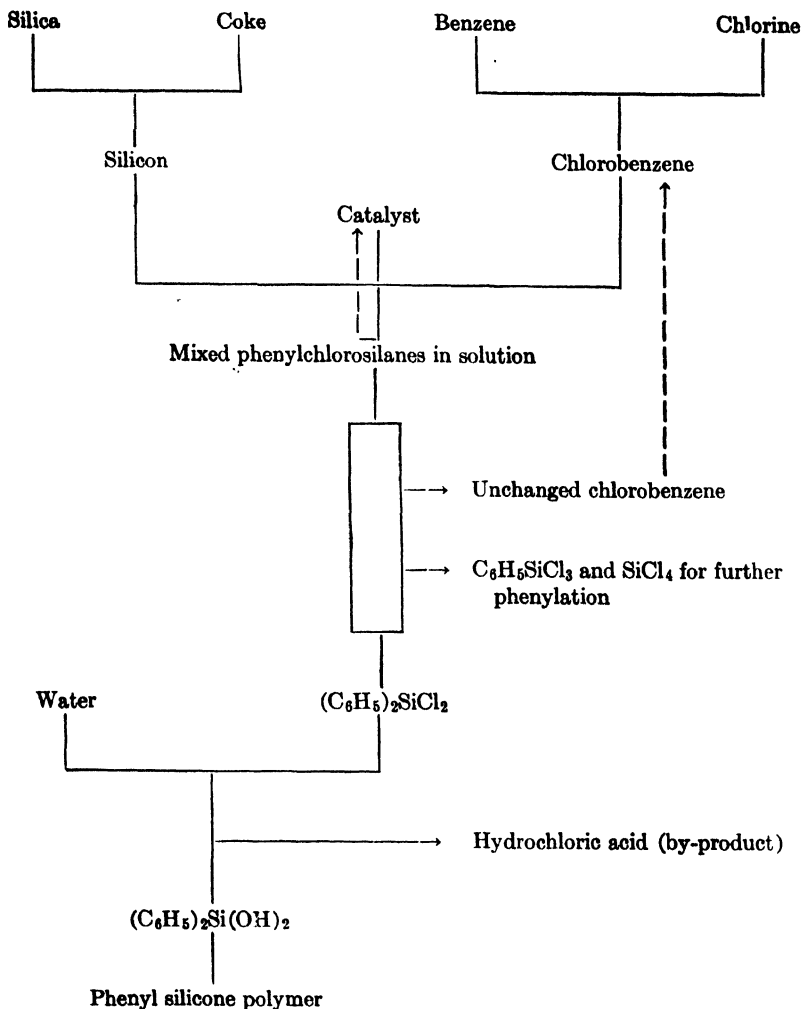 Silica Coke Benzene Chlorine
Silicon Chlorobenzene
Catalyst
Mixed phenylchlorosilanes in solution
Unchanged chlorobenzene
C₆H₅SiCl₃ and SiCl₄ for further
phenylation
Water (C₆H₅)₂SiCl₂
Hydrochloric acid (by-product)
(C₆H₅)₂Si(OH)₂
Phenyl silicone polymer